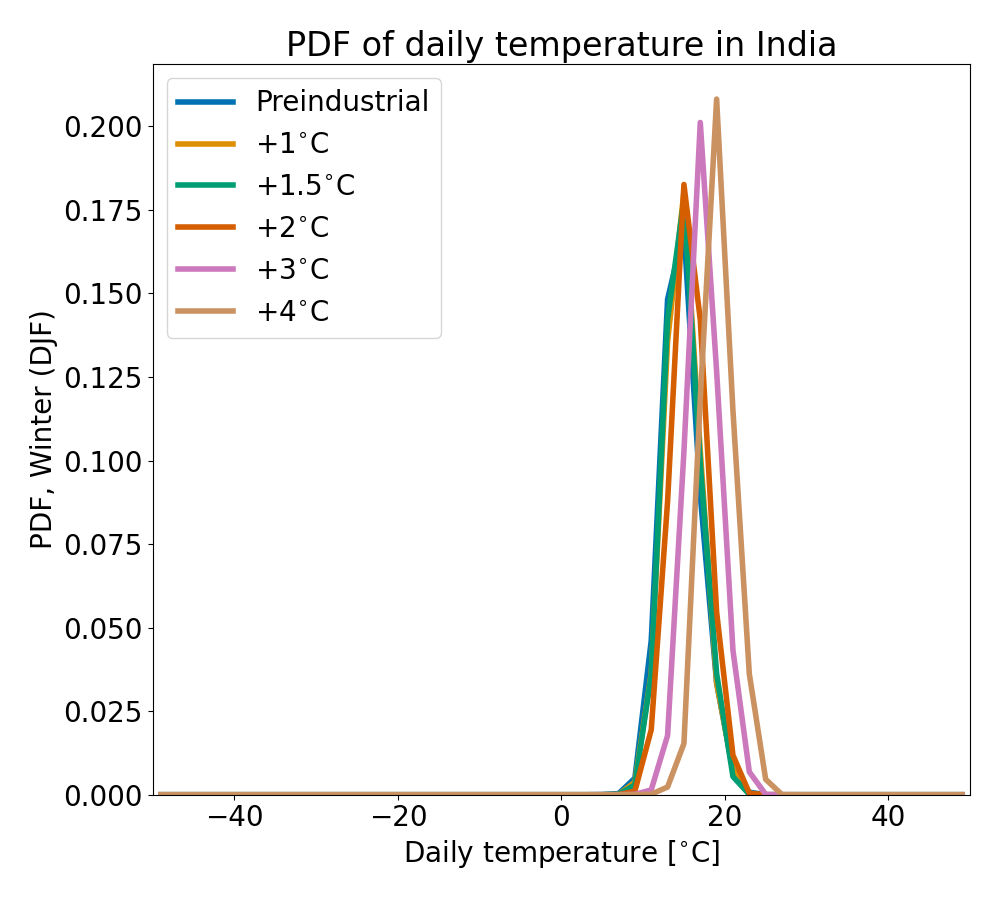 PDF of daily temperature in India
Preindustrial
+1°C
+1.5°C
+2°C
+3°C
+4°C
PDF, Winter (DJF)
0.200
0.175
0.150
0.125
0.100
0.075
0.050
0.025
0.000
−40
−20
0
20
40
Daily temperature [°C]